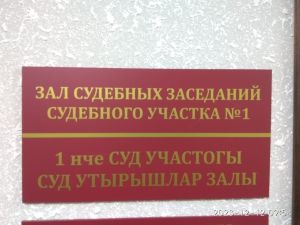 ЗАЛ СУДЕБНЫХ ЗАСЕДАНИЙ
СУДЕБНОГО УЧАСТКА №1
1 нче СУД УЧАСТОГЫ
СУД УТЫРЫШЛАР ЗАЛЫ